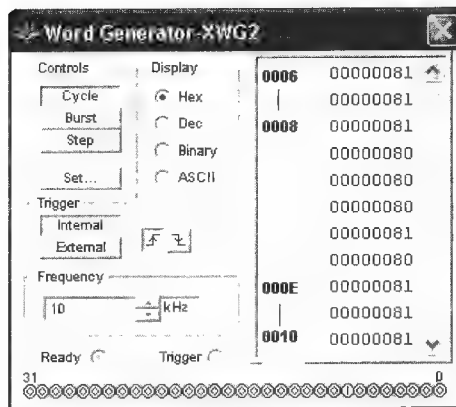 Word Generator-XWG2
Controls
Cycle
Burst
Step
Set...
Display
Hex
Dec
Binary
ASCII
Trigger
Internal
External
Frequency
10 kHz
Ready
Trigger
0006 00000081
00000081
0008 00000081
00000080
00000080
00000080
00000081
00000080
000E 00000081
00000081
0010 00000081
31 0